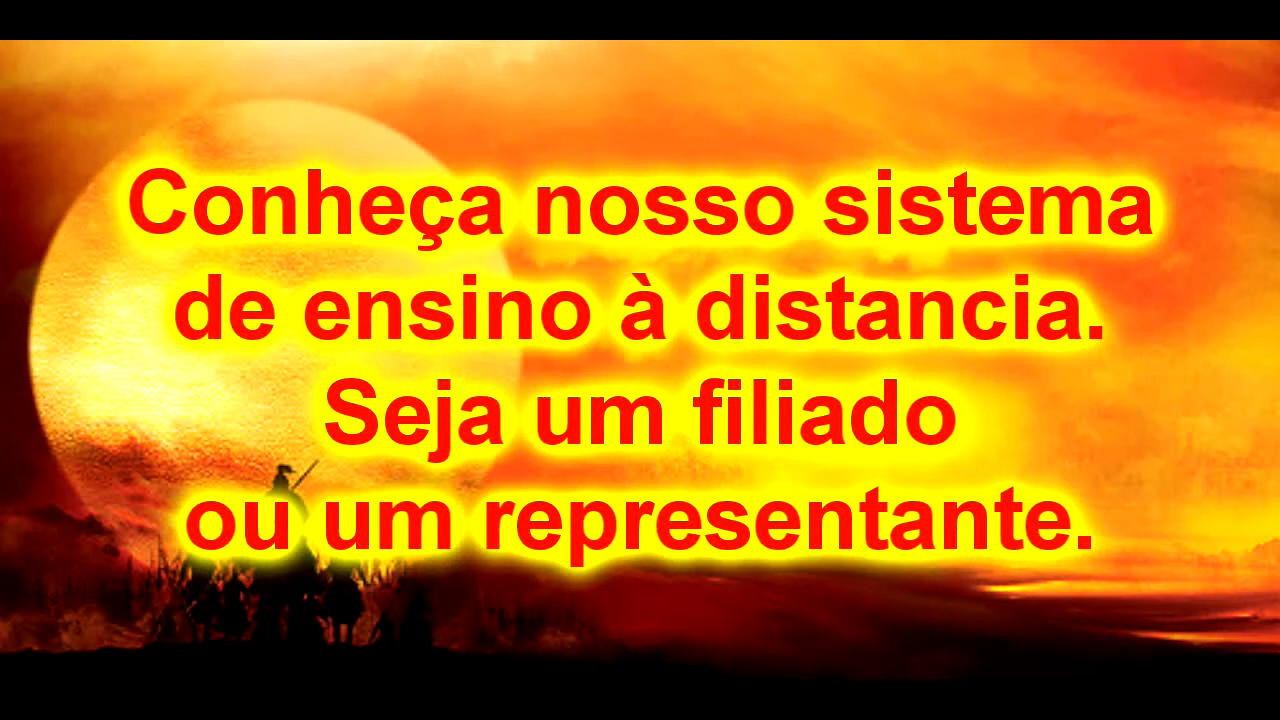 Conheça nosso sistema
de ensino à distancia.
Seja um filiado
ou um representante.